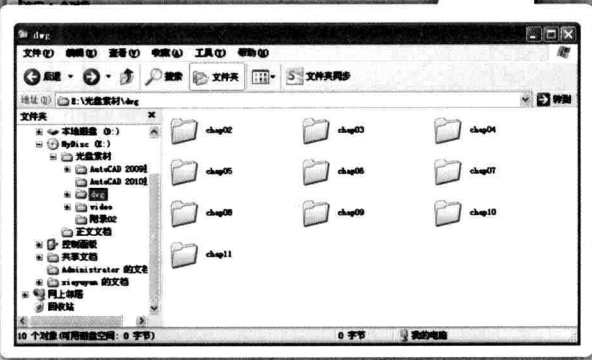 dwg
文件(F) 编辑(E) 查看(V) 收藏(A) 工具(T) 帮助(H)
后退 搜索 文件夹 文件夹同步
地址(D) E:\光盘素材\dwg 转到
文件夹
本地磁盘 (D:)
MyDisc (E:)
光盘素材
AutoCAD 2009
AutoCAD 2010
dwg
video
附录02
正文文档
控制面板
共享文档
Administrator 的文档
xieyuyun 的文档
网上邻居
回收站
chap02 chap03 chap04
chap05 chap06 chap07
chap08 chap09 chap10
chap11
10 个对象(可用磁盘空间: 0 字节) 0 字节 我的电脑